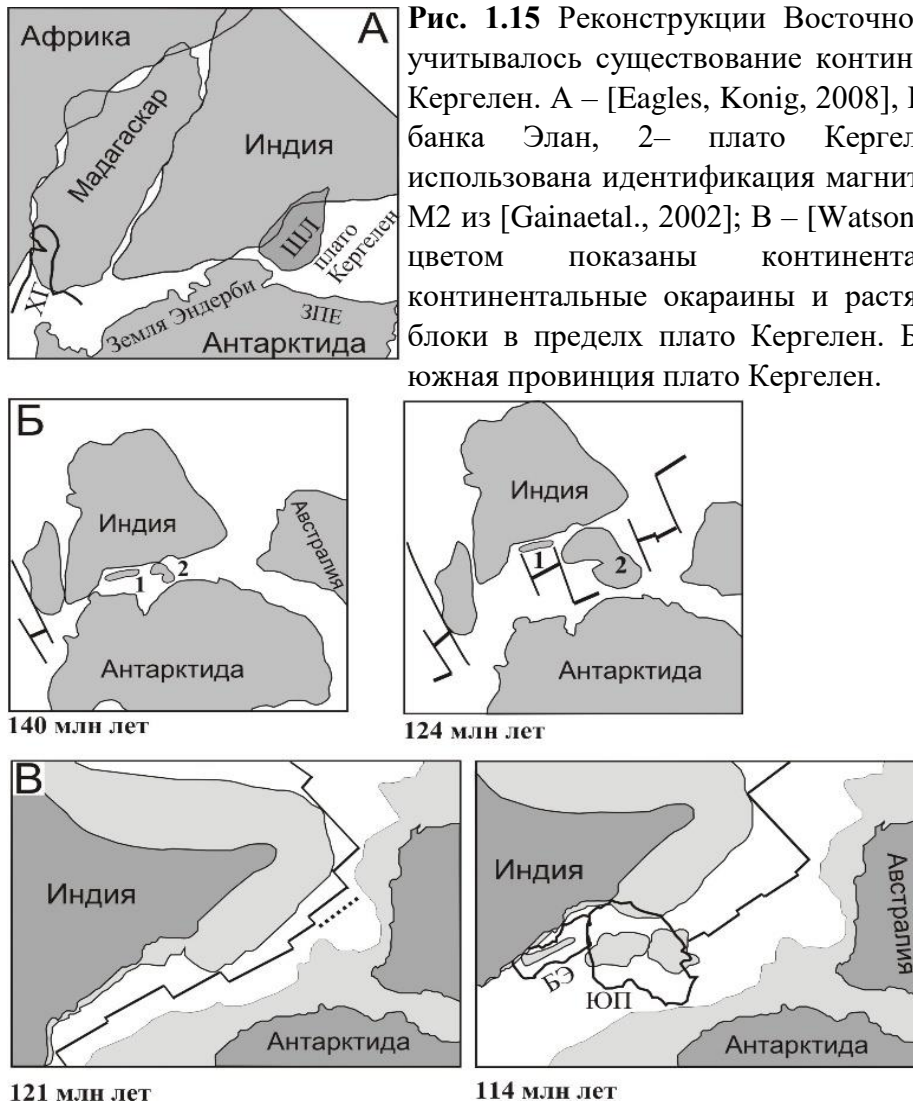 А
Африка
Мадагаскар
Индия
ШЛ
плато
Кергелен
ХГ
Земля Эндерби
ЗПЕ
Антарктида
Рис. 1.15 Реконструкции Восточно
учитывалось существование контин
Кергелен. А – [Eagles, Konig, 2008],
банка Элан, 2– плато Кергел
использована идентификация магнит
М2 из [Gainaetal., 2002]; В – [Watson
цветом показаны континента
континентальные окараины и растя
блоки в пределх плато Кергелен. Б
южная провинция плато Кергелен.
Б
Индия
Австралия
1
2
Антарктида
140 млн лет
Индия
1
2
Антарктида
124 млн лет
В
Индия
Антарктида
121 млн лет
Индия
Австралия
БЭ
ЮП
Антарктида
114 млн лет